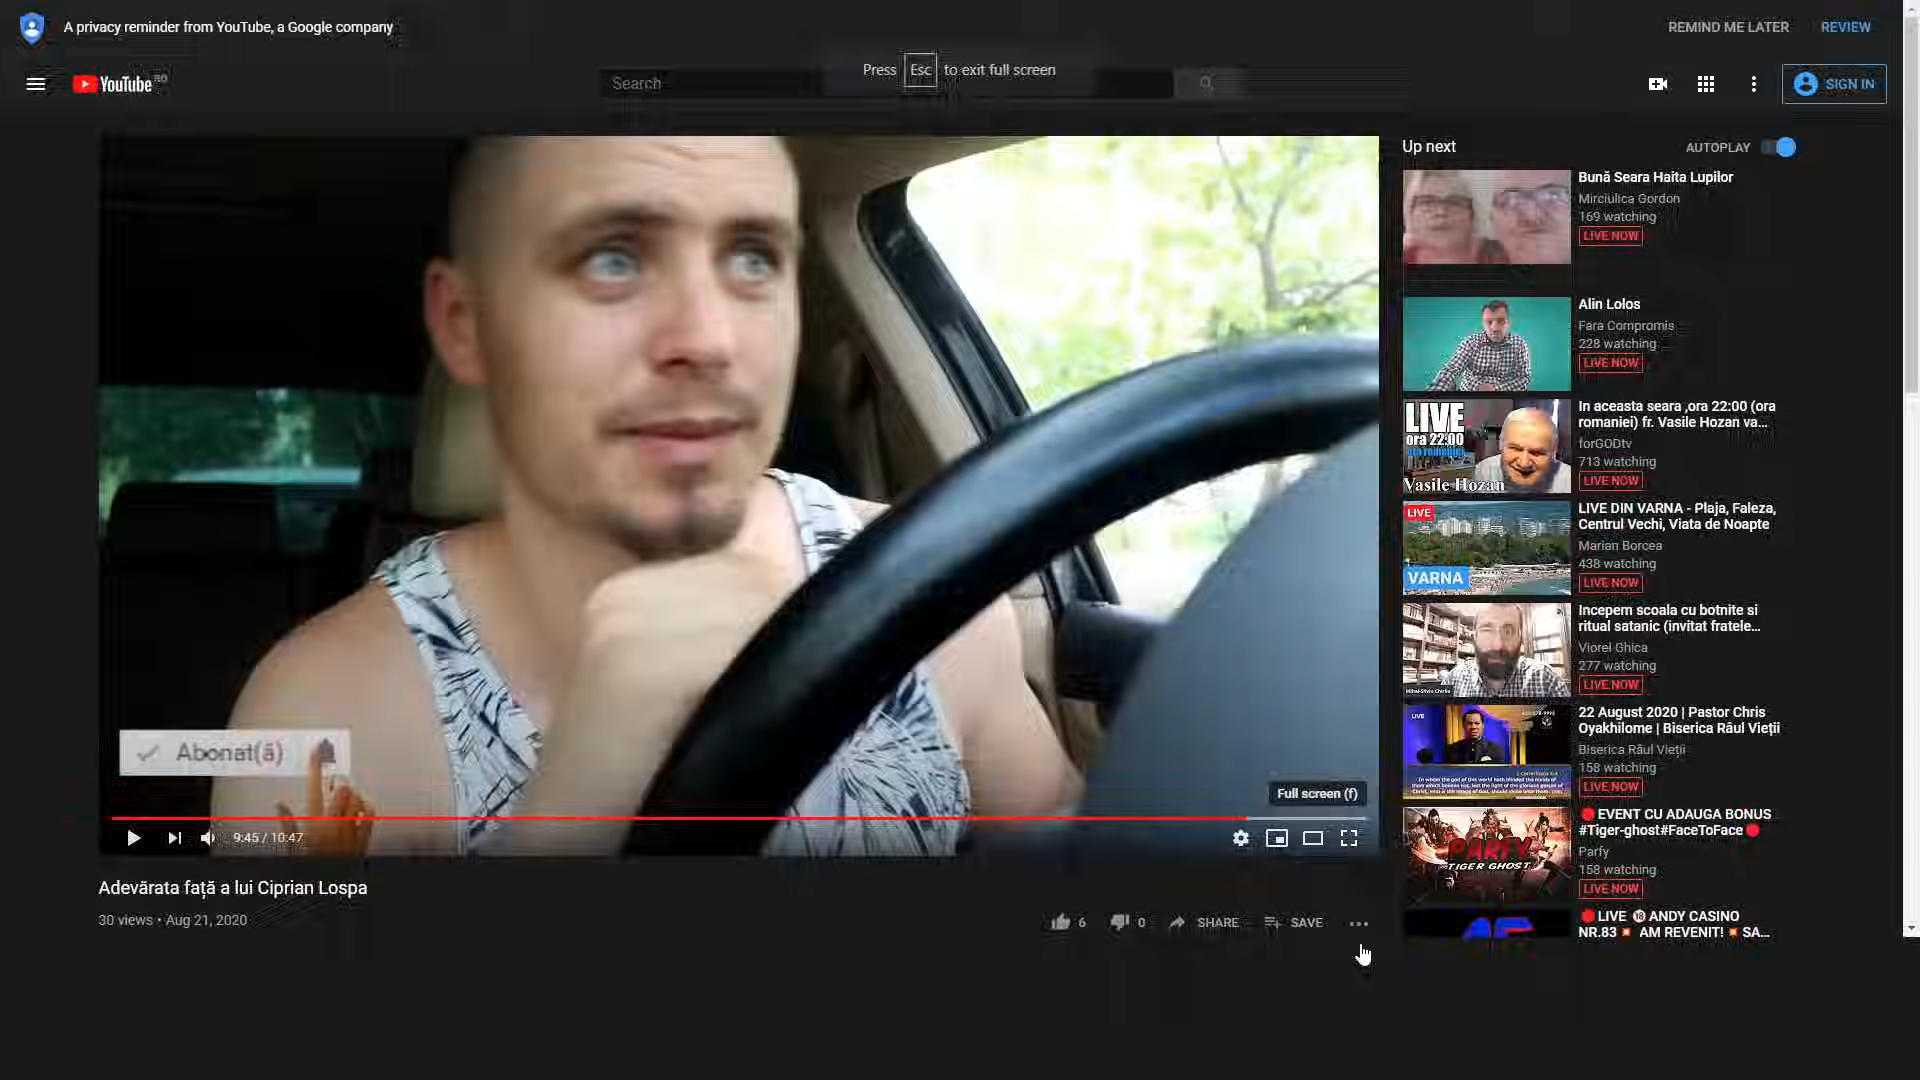 A privacy reminder from YouTube, a Google company
REMIND ME LATER
REVIEW
Press Esc to exit full screen
YouTube RO
Search
SIGN IN
Up next
AUTOPLAY
Bună Seara Haita Lupilor
Mirciulica Gordon
169 watching
LIVE NOW
Alin Lolos
Fara Compromis
228 watching
LIVE NOW
LIVE
ora 22:00
ora romaniei
Vasile Hozan
In aceasta seara ,ora 22:00 (ora
romaniei) fr. Vasile Hozan va...
forGODtv
713 watching
LIVE NOW
LIVE
VARNA
LIVE DIN VARNA - Plaja, Faleza,
Centrul Vechi, Viata de Noapte
Marian Borcea
438 watching
LIVE NOW
Incepem scoala cu botnite si
ritual satanic (invitat fratele...
Viorel Ghica
277 watching
LIVE NOW
LIVE
22 August 2020 | Pastor Chris
Oyakhilome | Biserica Râul Vieții
Biserica Râul Vieții
158 watching
LIVE NOW
PARFY
TIGER GHOST
🔴EVENT CU ADAUGA BONUS
#Tiger-ghost#FaceToFace🔴
Parfy
158 watching
LIVE NOW
🔴LIVE 🔞 ANDY CASINO
NR.83 💥 AM REVENIT! 💥 SA...
Abonat(ă)
Full screen (f)
9:45 / 10:47
Adevărata față a lui Ciprian Lospa
30 views • Aug 21, 2020
6
0
SHARE
SAVE